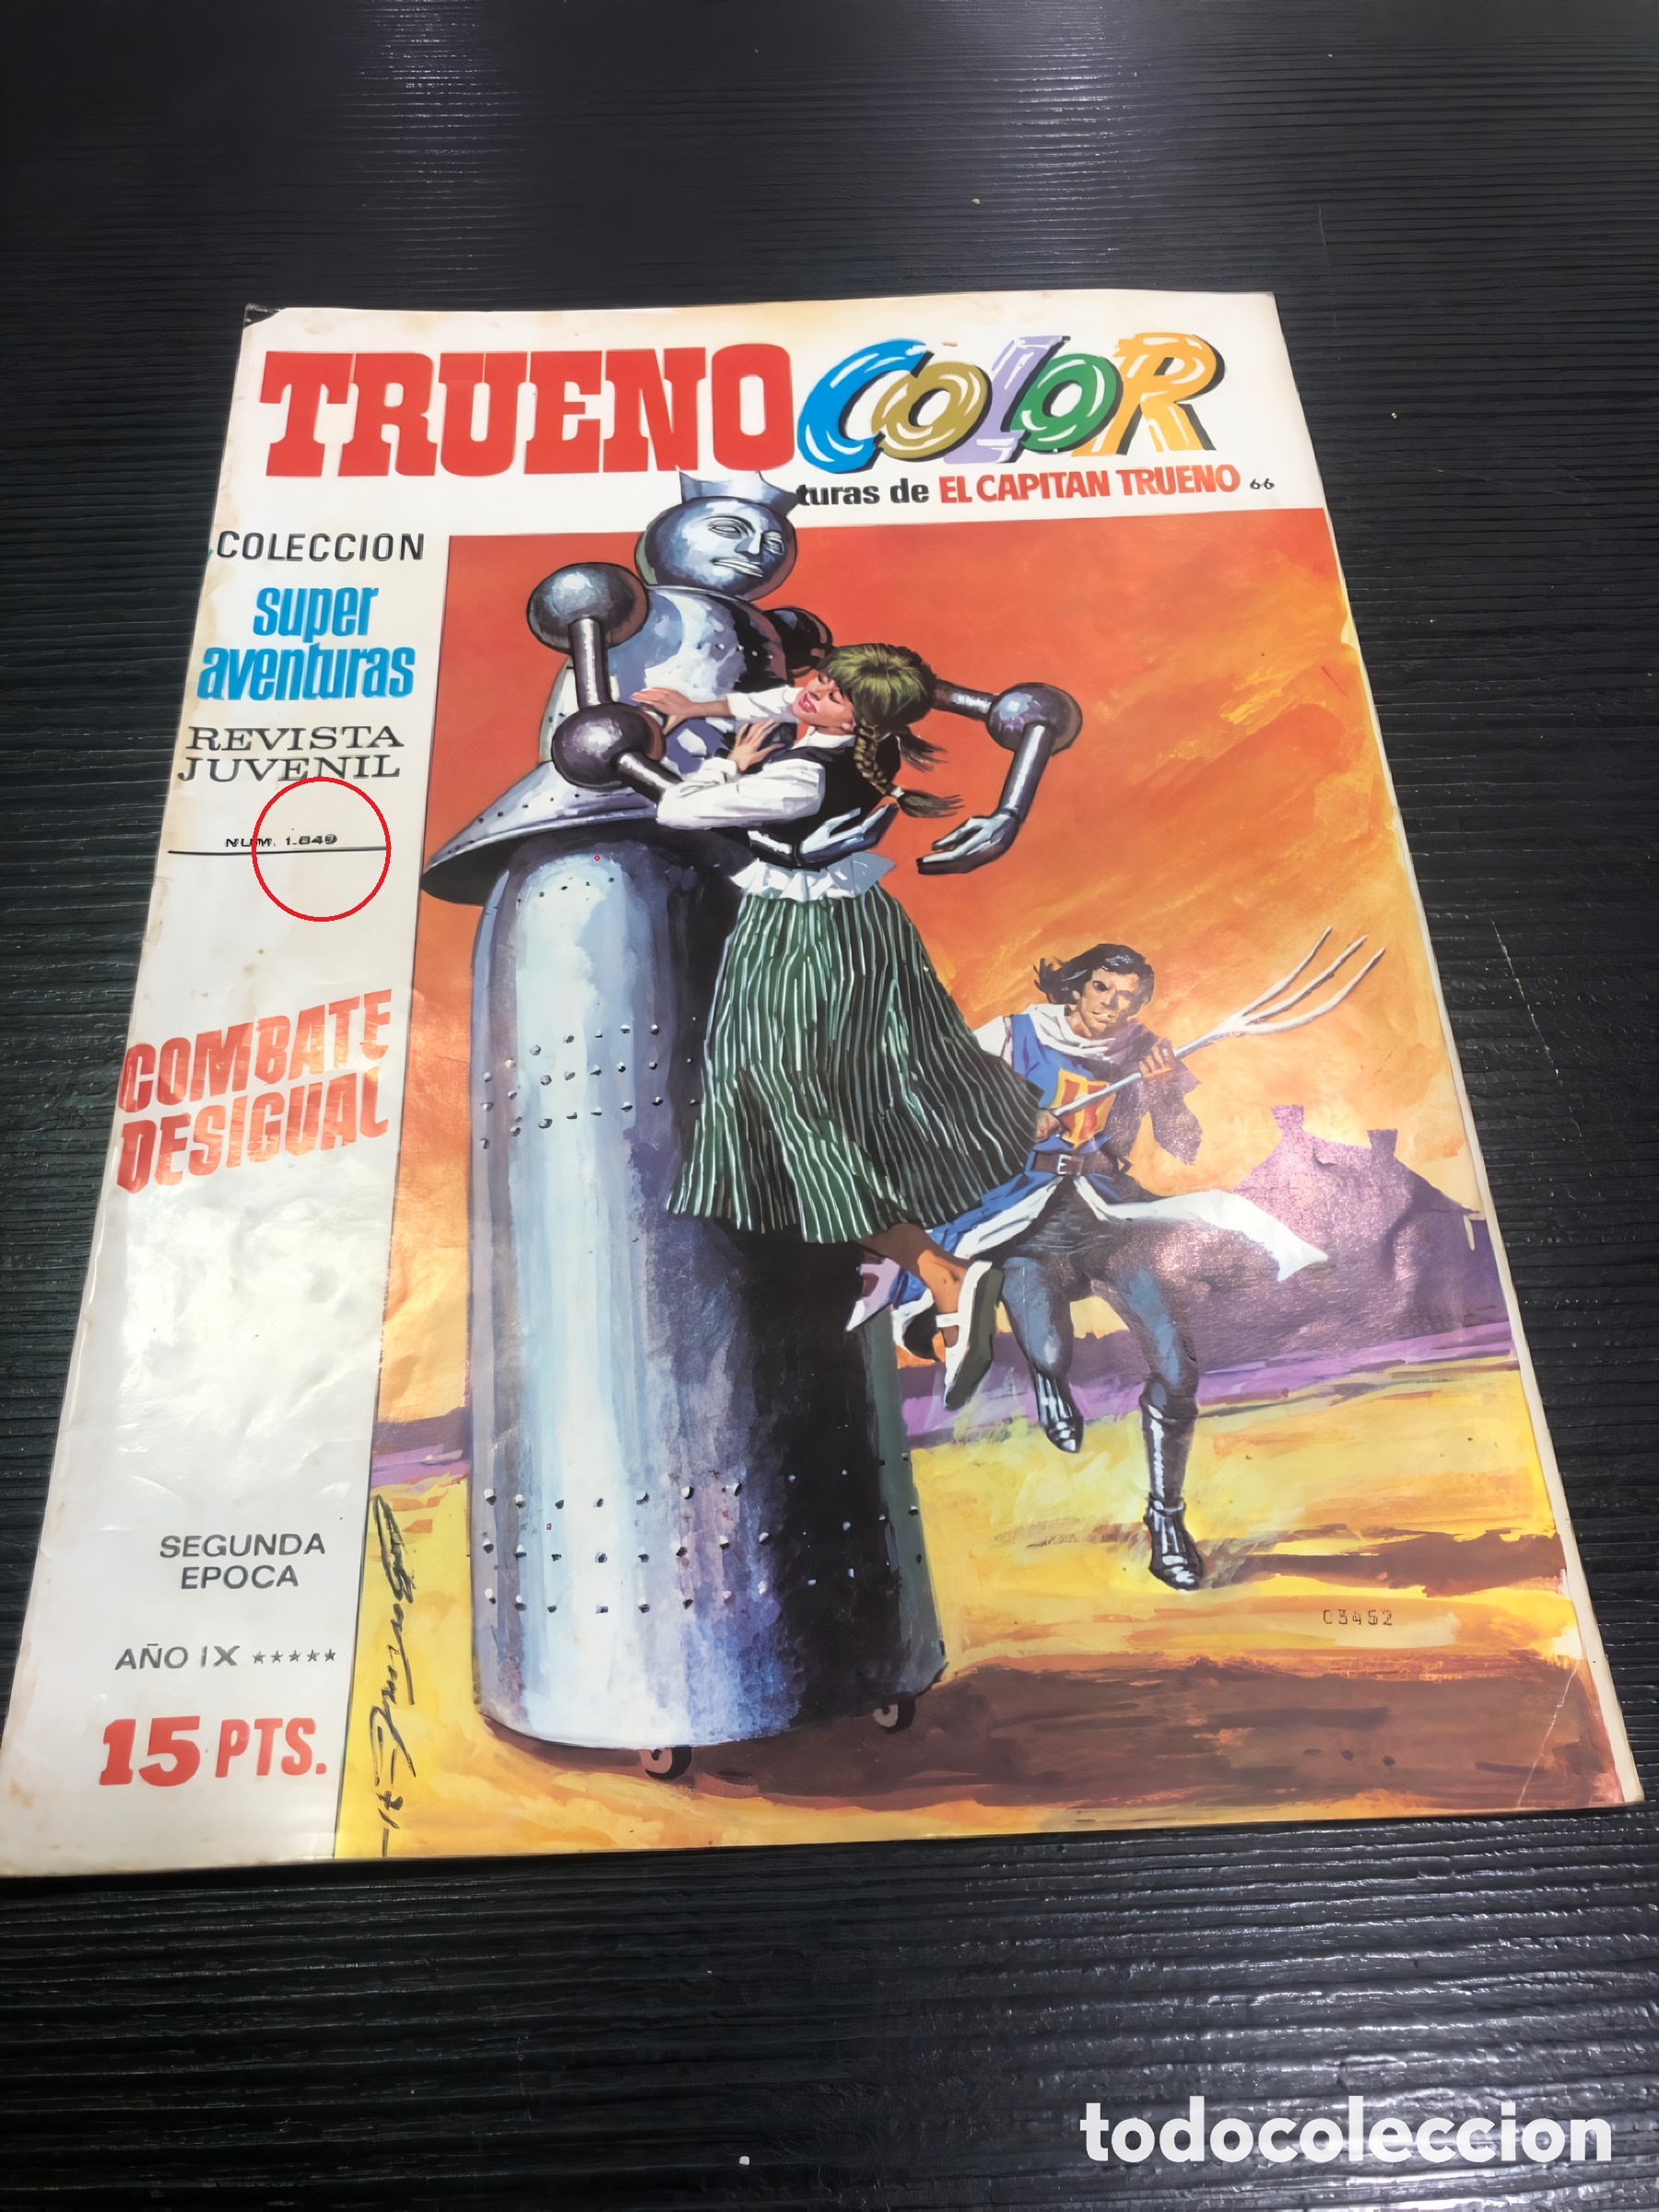 TRUENO COLOR
turas de EL CAPITAN TRUENO 66
COLECCION
super
aventuras
REVISTA
JUVENIL
NUM. 1.849
COMBATE
DESIGUAL
SEGUNDA
EPOCA
AÑO IX *****
15 PTS.
03452
todocoleccion